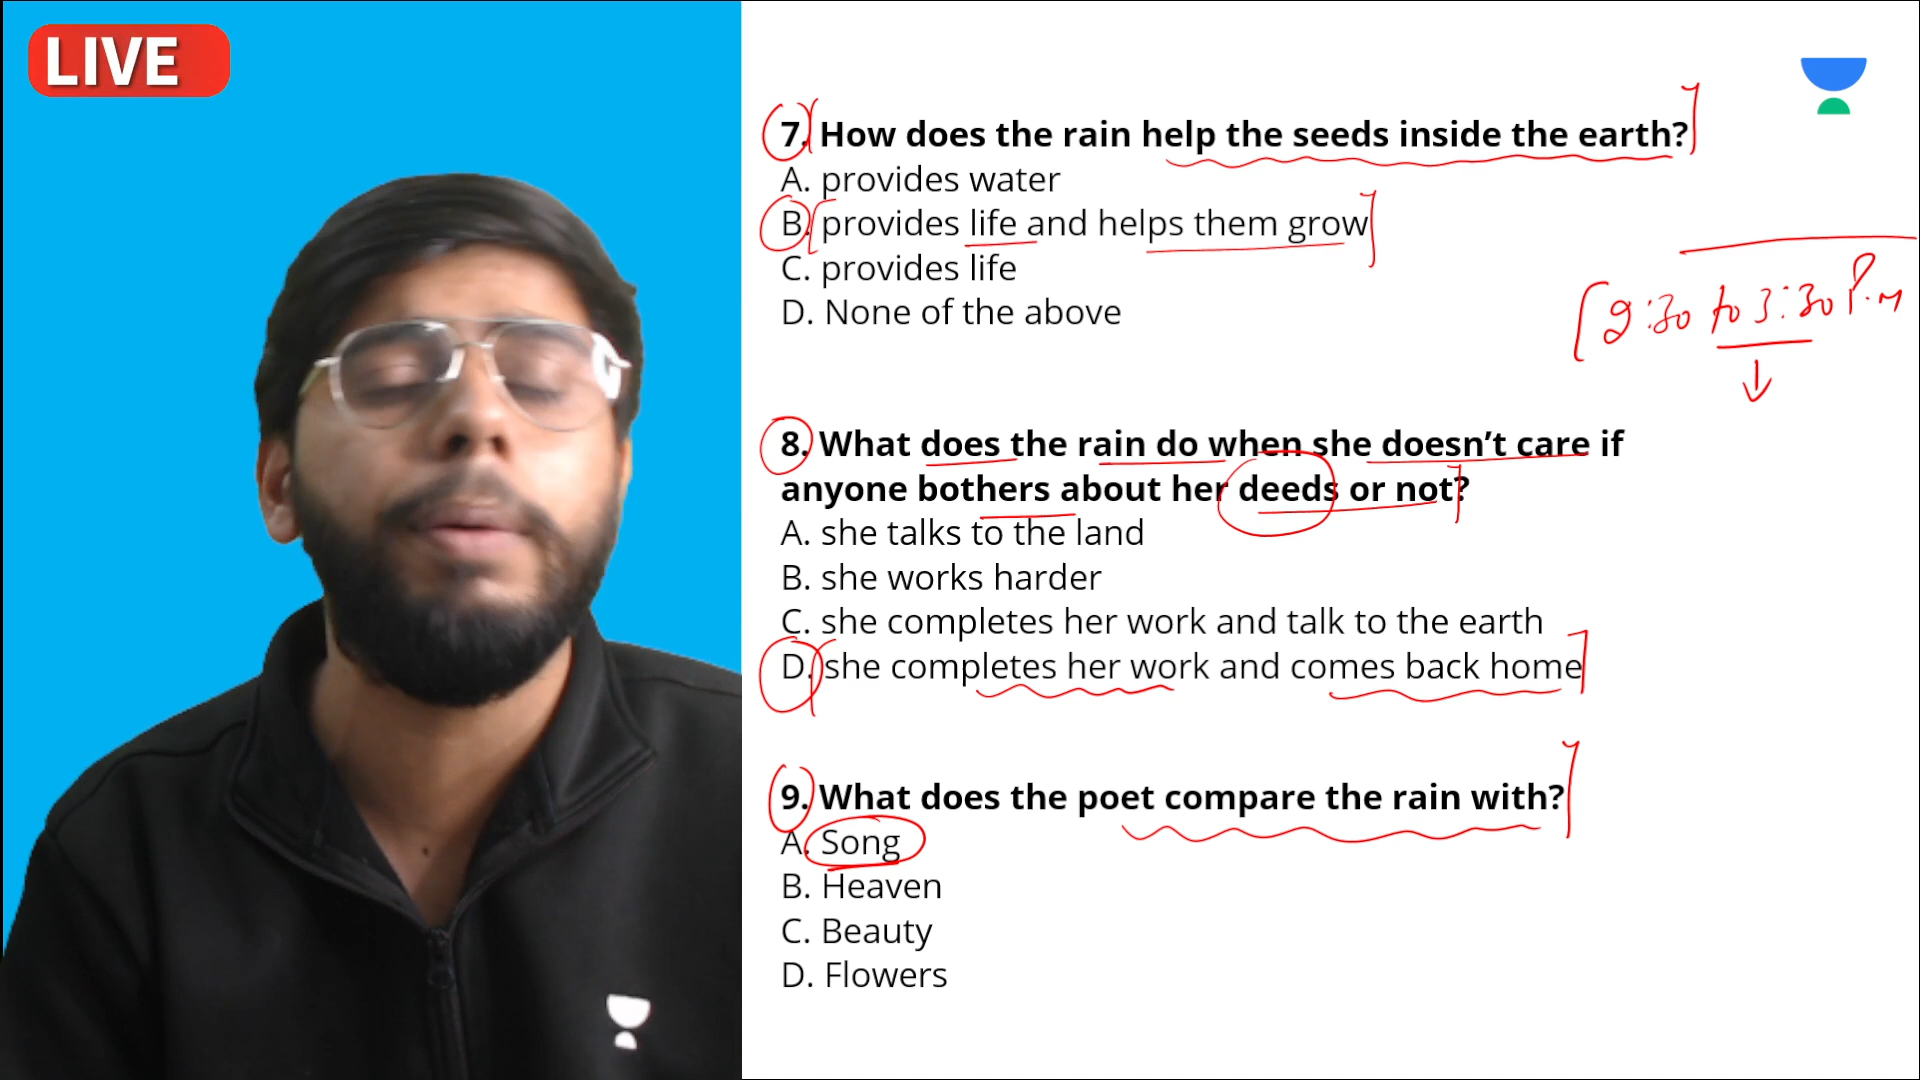 LIVE
7. How does the rain help the seeds inside the earth?
A. provides water
B. provides life and helps them grow
C. provides life
D. None of the above
2:30 to 3:30 P.M
8. What does the rain do when she doesn’t care if
anyone bothers about her deeds or not?
A. she talks to the land
B. she works harder
C. she completes her work and talk to the earth
D. she completes her work and comes back home
9. What does the poet compare the rain with?
A. Song
B. Heaven
C. Beauty
D. Flowers